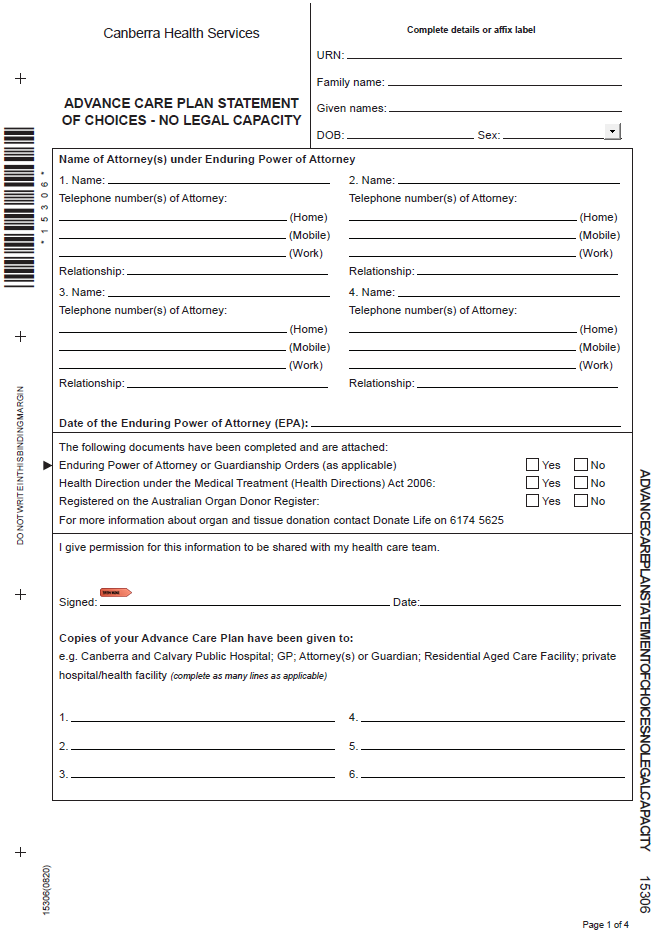 Canberra Health Services
ADVANCE CARE PLAN STATEMENT
OF CHOICES - NO LEGAL CAPACITY
Complete details or affix label
URN:
Family name:
Given names:
DOB: Sex:
*15306*
DO NOT WRITE IN THIS BINDING MARGIN
Name of Attorney(s) under Enduring Power of Attorney
1. Name: 2. Name:
Telephone number(s) of Attorney: Telephone number(s) of Attorney:
(Home) (Home)
(Mobile) (Mobile)
(Work) (Work)
Relationship: Relationship:
3. Name: 4. Name:
Telephone number(s) of Attorney: Telephone number(s) of Attorney:
(Home) (Home)
(Mobile) (Mobile)
(Work) (Work)
Relationship: Relationship:
Date of the Enduring Power of Attorney (EPA):
The following documents have been completed and are attached:
Enduring Power of Attorney or Guardianship Orders (as applicable) Yes No
Health Direction under the Medical Treatment (Health Directions) Act 2006: Yes No
Registered on the Australian Organ Donor Register: Yes No
For more information about organ and tissue donation contact Donate Life on 6174 5625
I give permission for this information to be shared with my health care team.
Signed: Date:
Copies of your Advance Care Plan have been given to:
e.g. Canberra and Calvary Public Hospital; GP; Attorney(s) or Guardian; Residential Aged Care Facility; private
hospital/health facility (complete as many lines as applicable)
1. 4.
2. 5.
3. 6.
ADVANCE CARE PLAN STATEMENT OF CHOICES NO LEGAL CAPACITY 15306
15306(0820)
Page 1 of 4